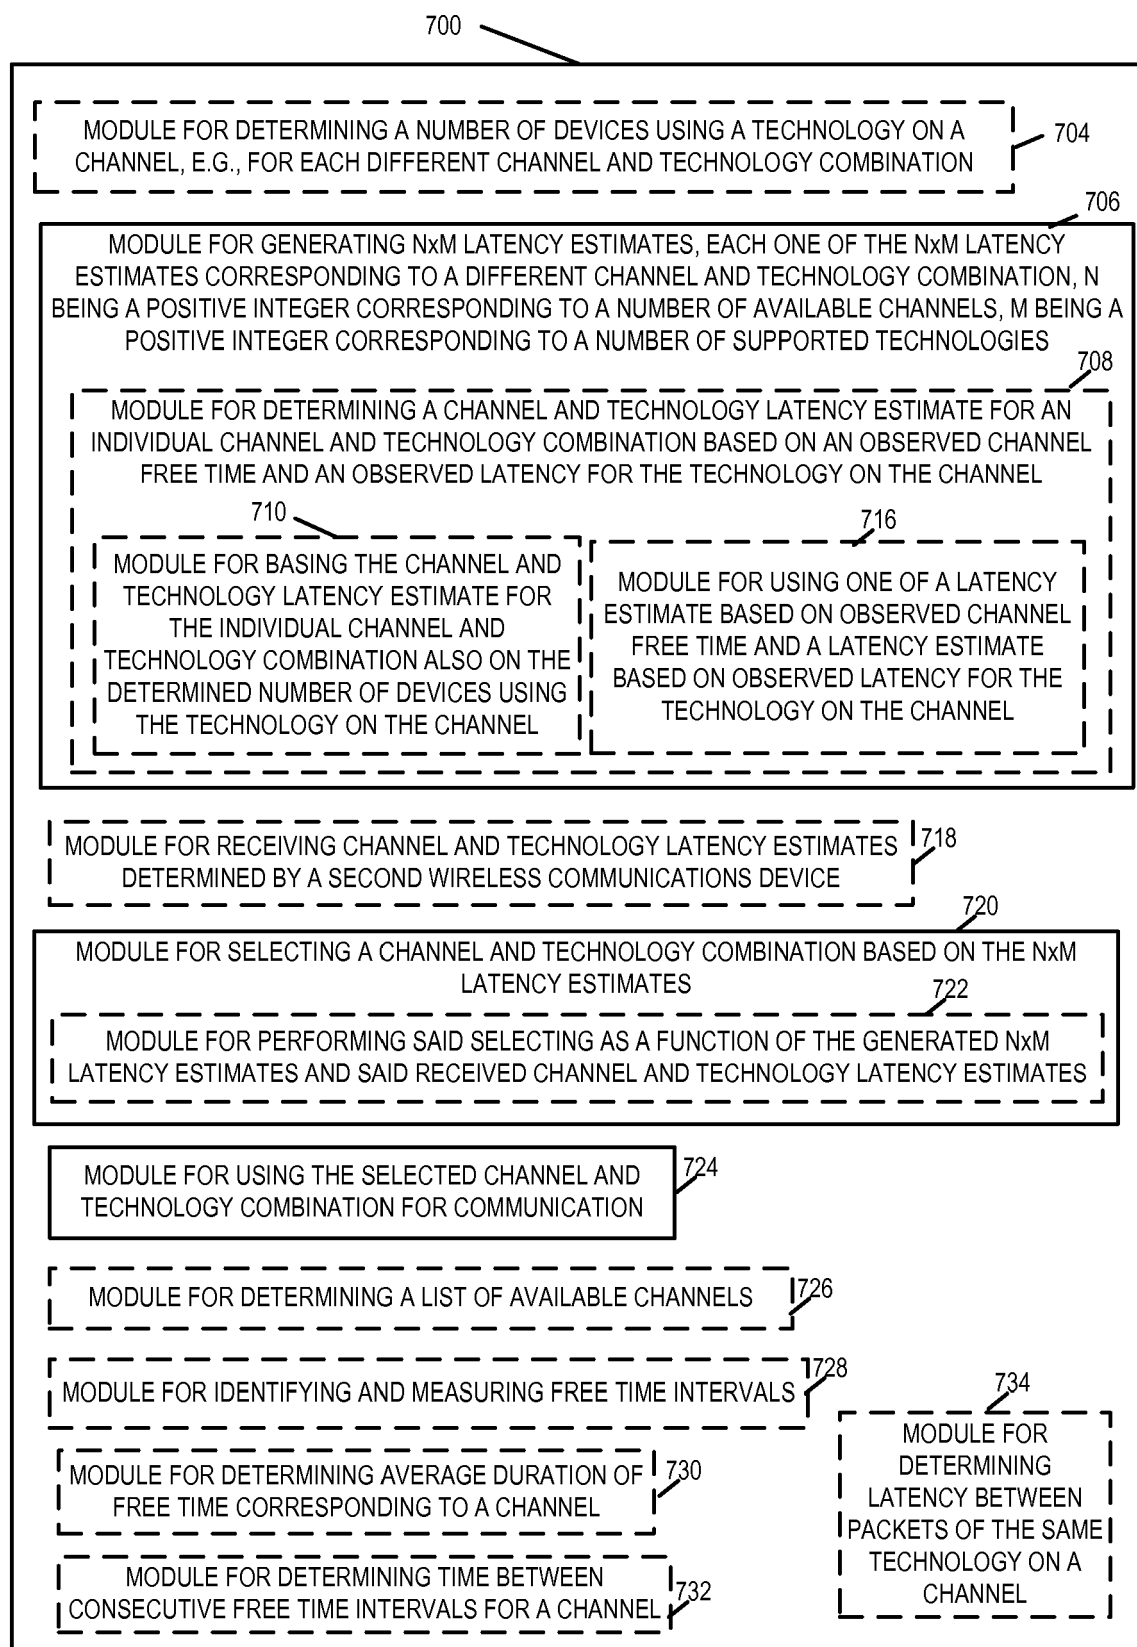 700
MODULE FOR DETERMINING A NUMBER OF DEVICES USING A TECHNOLOGY ON A
CHANNEL, E.G., FOR EACH DIFFERENT CHANNEL AND TECHNOLOGY COMBINATION
704
706
MODULE FOR GENERATING NxM LATENCY ESTIMATES, EACH ONE OF THE NxM LATENCY
ESTIMATES CORRESPONDING TO A DIFFERENT CHANNEL AND TECHNOLOGY COMBINATION, N
BEING A POSITIVE INTEGER CORRESPONDING TO A NUMBER OF AVAILABLE CHANNELS, M BEING A
POSITIVE INTEGER CORRESPONDING TO A NUMBER OF SUPPORTED TECHNOLOGIES
708
MODULE FOR DETERMINING A CHANNEL AND TECHNOLOGY LATENCY ESTIMATE FOR AN
INDIVIDUAL CHANNEL AND TECHNOLOGY COMBINATION BASED ON AN OBSERVED CHANNEL
FREE TIME AND AN OBSERVED LATENCY FOR THE TECHNOLOGY ON THE CHANNEL
710
MODULE FOR BASING THE CHANNEL AND
TECHNOLOGY LATENCY ESTIMATE FOR
THE INDIVIDUAL CHANNEL AND
TECHNOLOGY COMBINATION ALSO ON THE
DETERMINED NUMBER OF DEVICES USING
THE TECHNOLOGY ON THE CHANNEL
716
MODULE FOR USING ONE OF A LATENCY
ESTIMATE BASED ON OBSERVED CHANNEL
FREE TIME AND A LATENCY ESTIMATE
BASED ON OBSERVED LATENCY FOR THE
TECHNOLOGY ON THE CHANNEL
MODULE FOR RECEIVING CHANNEL AND TECHNOLOGY LATENCY ESTIMATES
DETERMINED BY A SECOND WIRELESS COMMUNICATIONS DEVICE
718
720
MODULE FOR SELECTING A CHANNEL AND TECHNOLOGY COMBINATION BASED ON THE NxM
LATENCY ESTIMATES
722
MODULE FOR PERFORMING SAID SELECTING AS A FUNCTION OF THE GENERATED NxM
LATENCY ESTIMATES AND SAID RECEIVED CHANNEL AND TECHNOLOGY LATENCY ESTIMATES
MODULE FOR USING THE SELECTED CHANNEL AND
TECHNOLOGY COMBINATION FOR COMMUNICATION
724
MODULE FOR DETERMINING A LIST OF AVAILABLE CHANNELS
726
MODULE FOR IDENTIFYING AND MEASURING FREE TIME INTERVALS
728
MODULE FOR DETERMINING AVERAGE DURATION OF
FREE TIME CORRESPONDING TO A CHANNEL
730
MODULE FOR DETERMINING TIME BETWEEN
CONSECUTIVE FREE TIME INTERVALS FOR A CHANNEL
732
734
MODULE FOR
DETERMINING
LATENCY BETWEEN
PACKETS OF THE SAME
TECHNOLOGY ON A
CHANNEL